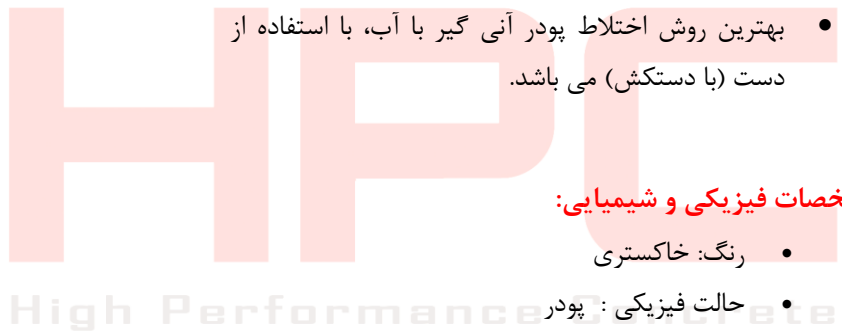 • بهترین روش اختلاط پودر آنی گیر با آب، با استفاده از
دست (با دستکش) می باشد.
خصات فیزیکی و شیمیایی:
• رنگ: خاکستری
• حالت فیزیکی : پودر
HPC
High Performance Concrete